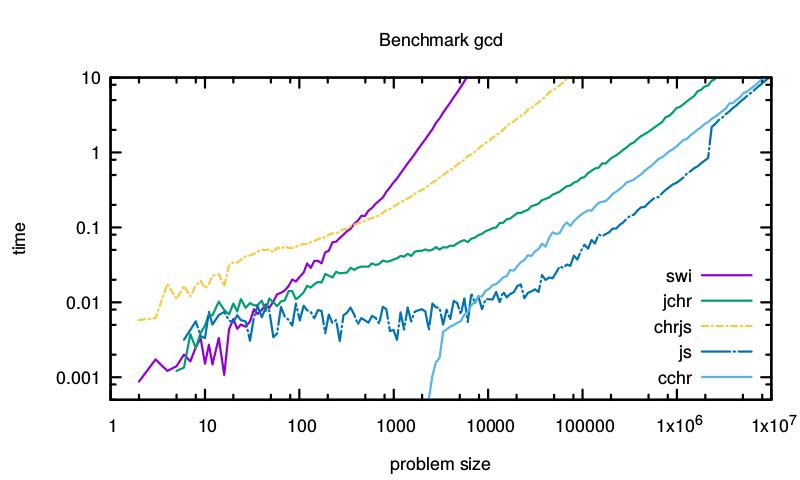 Benchmark gcd
10
1
0.1
0.01
0.001
time
swi
jchr
chrjs
js
cchr
1 10 100 1000 10000 100000 1x10^6 1x10^7
problem size